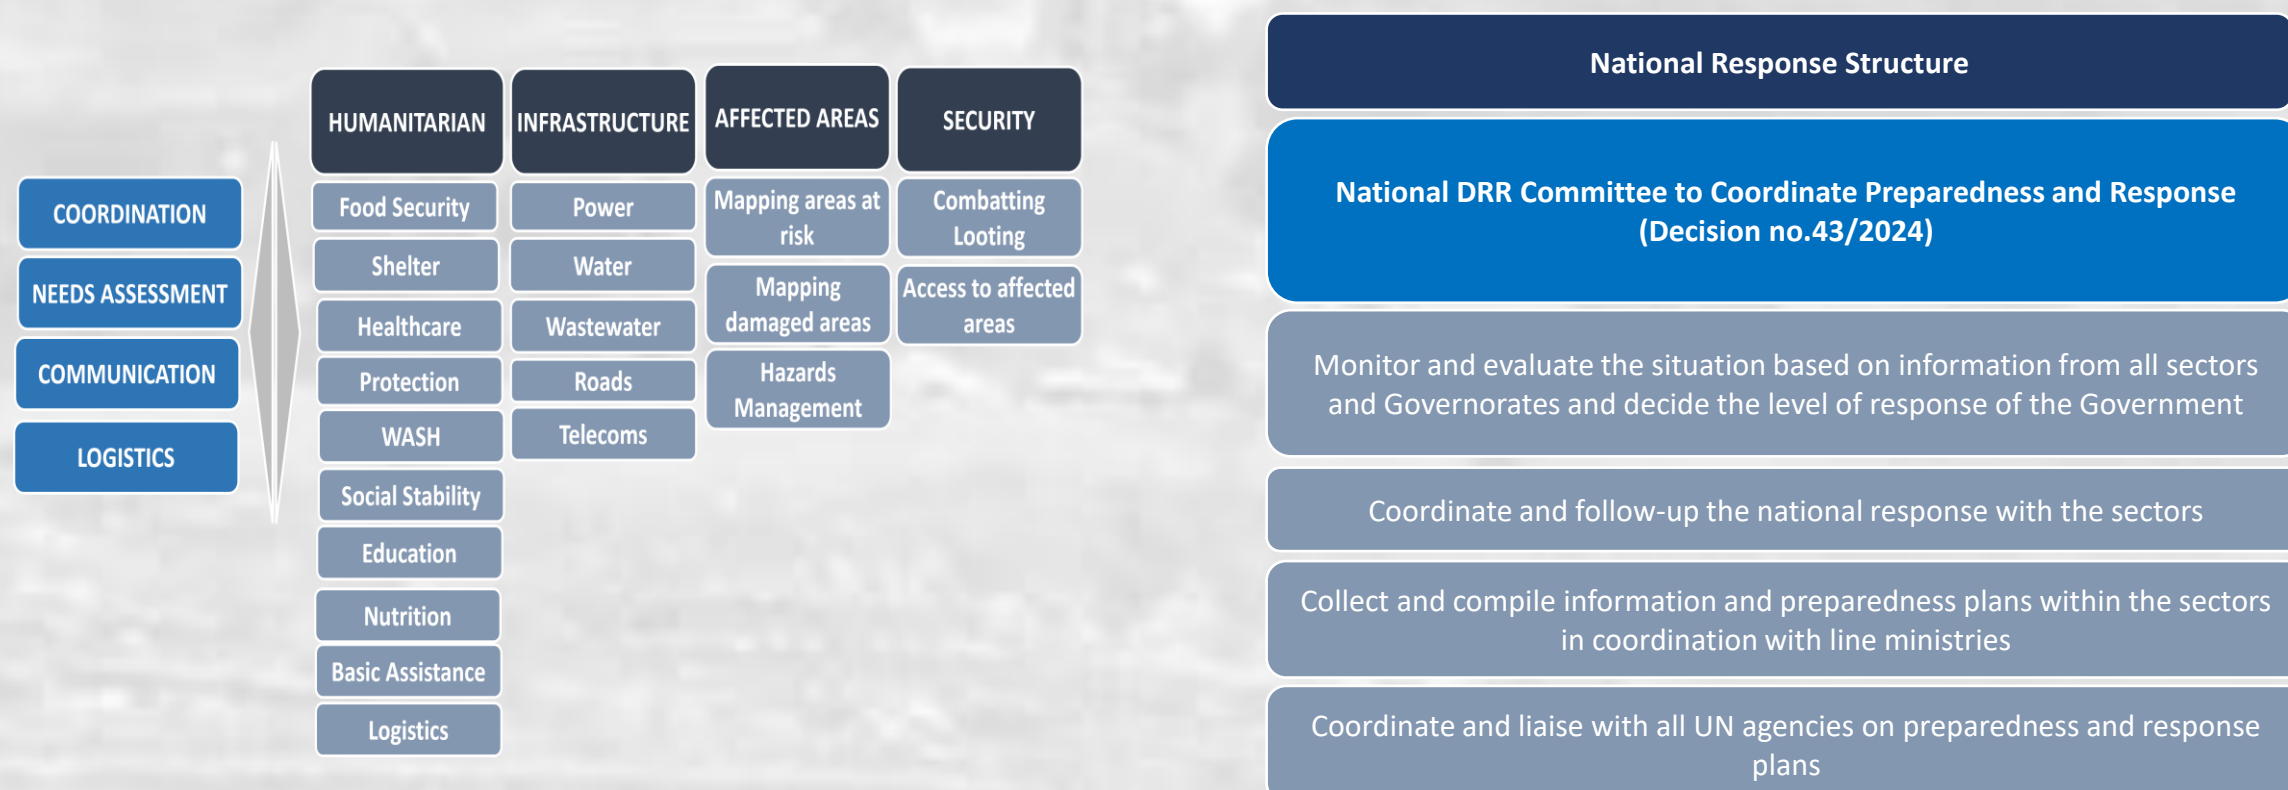 COORDINATION
NEEDS ASSESSMENT
COMMUNICATION
LOGISTICS
HUMANITARIAN
Food Security
Shelter
Healthcare
Protection
WASH
Social Stability
Education
Nutrition
Basic Assistance
Logistics
INFRASTRUCTURE
Power
Water
Wastewater
Roads
Telecoms
AFFECTED AREAS
Mapping areas at
risk
Mapping
damaged areas
Hazards
Management
SECURITY
Combatting
Looting
Access to affected
areas
National Response Structure
National DRR Committee to Coordinate Preparedness and Response
(Decision no.43/2024)
Monitor and evaluate the situation based on information from all sectors
and Governorates and decide the level of response of the Government
Coordinate and follow-up the national response with the sectors
Collect and compile information and preparedness plans within the sectors
in coordination with line ministries
Coordinate and liaise with all UN agencies on preparedness and response
plans